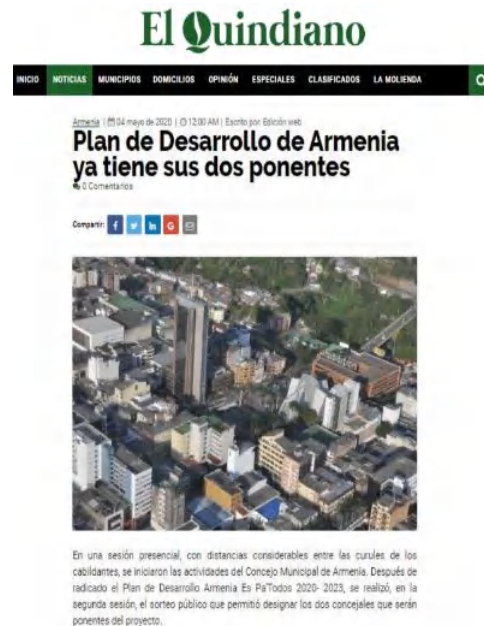 El Quindiano
INICIO NOTICIAS MUNICIPIOS DOMICILIOS OPINIÓN ESPECIALES CLASIFICADOS LA MOLIENDA
Armenia | 04 mayo de 2020 | 12:00 AM | Escrito por: Edición web
Plan de Desarrollo de Armenia
ya tiene sus dos ponentes
0 Comentarios
Compartir:
En una sesión presencial, con distancias considerables entre las curules de los
cabildantes, se iniciaron las actividades del Concejo Municipal de Armenia. Después de
radicado el Plan de Desarrollo Armenia Es Pa'Todos 2020- 2023, se realizó, en la
segunda sesión, el sorteo público que permitió designar los dos concejales que serán
ponentes del proyecto.